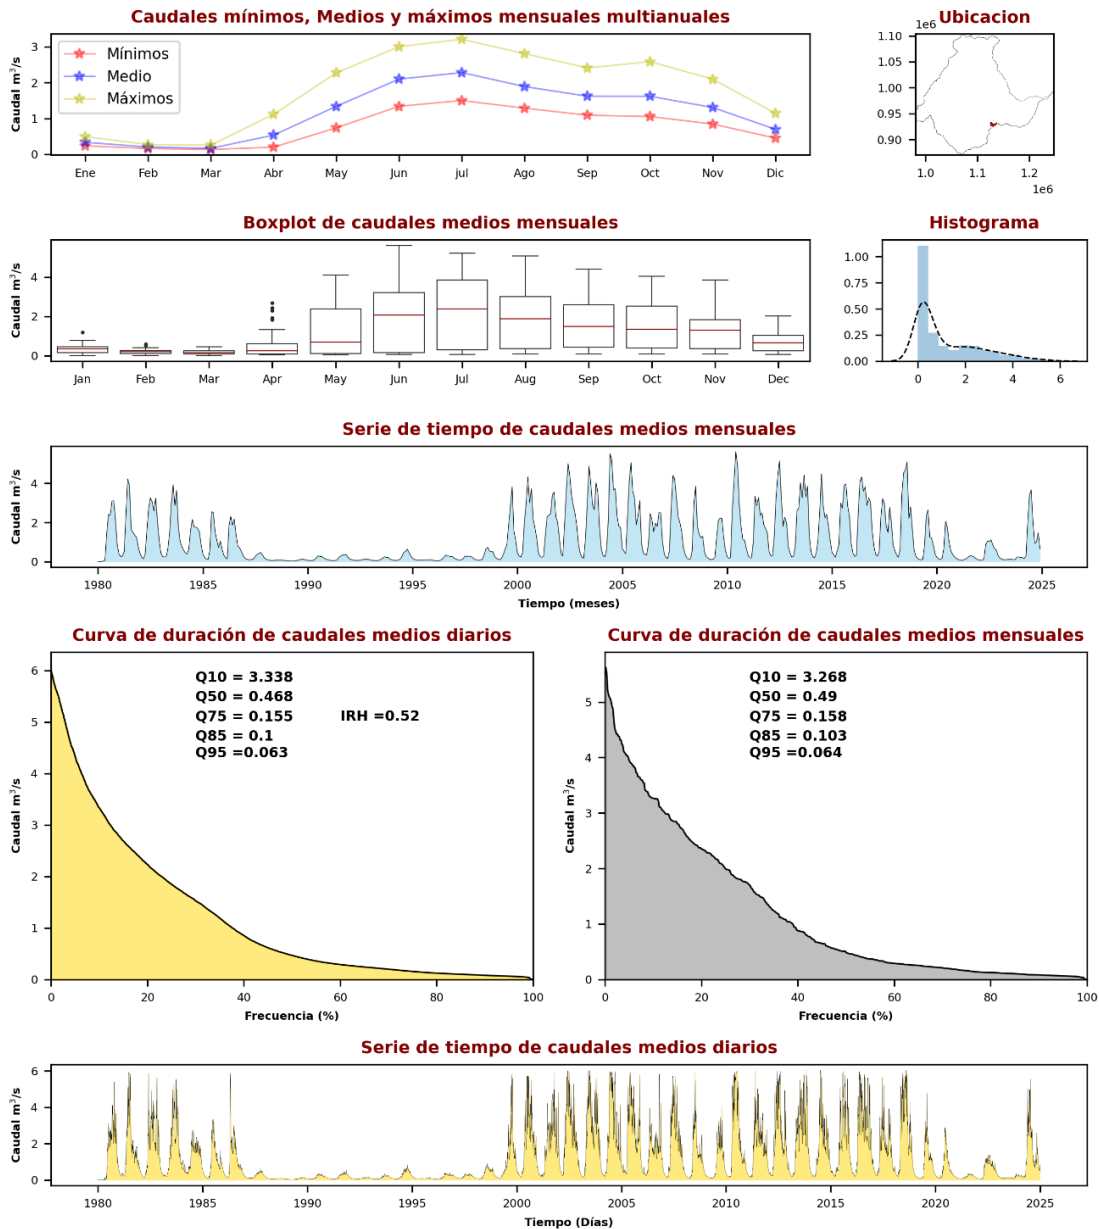 Caudales mínimos, Medios y máximos mensuales multianuales
Caudal m³/s
3
2
1
0
Mínimos
Medio
Máximos
Ene Feb Mar Abr May Jun Jul Ago Sep Oct Nov Dic
Ubicacion
1e6
1.10
1.05
1.00
0.95
0.90
1.0 1.1 1.2
1e6
Boxplot de caudales medios mensuales
Caudal m³/s
4
2
0
Jan Feb Mar Apr May Jun Jul Aug Sep Oct Nov Dec
Histograma
1.00
0.75
0.50
0.25
0.00
0 2 4 6
Serie de tiempo de caudales medios mensuales
Caudal m³/s
4
2
0
1980 1985 1990 1995 2000 2005 2010 2015 2020 2025
Tiempo (meses)
Curva de duración de caudales medios diarios
Caudal m³/s
6
5
4
3
2
1
0
Q10 = 3.338
Q50 = 0.468
Q75 = 0.155 IRH =0.52
Q85 = 0.1
Q95 =0.063
0 20 40 60 80 100
Frecuencia (%)
Curva de duración de caudales medios mensuales
Caudal m³/s
5
4
3
2
1
0
Q10 = 3.268
Q50 = 0.49
Q75 = 0.158
Q85 = 0.103
Q95 =0.064
0 20 40 60 80 100
Frecuencia (%)
Serie de tiempo de caudales medios diarios
Caudal m³/s
6
4
2
0
1980 1985 1990 1995 2000 2005 2010 2015 2020 2025
Tiempo (Días)